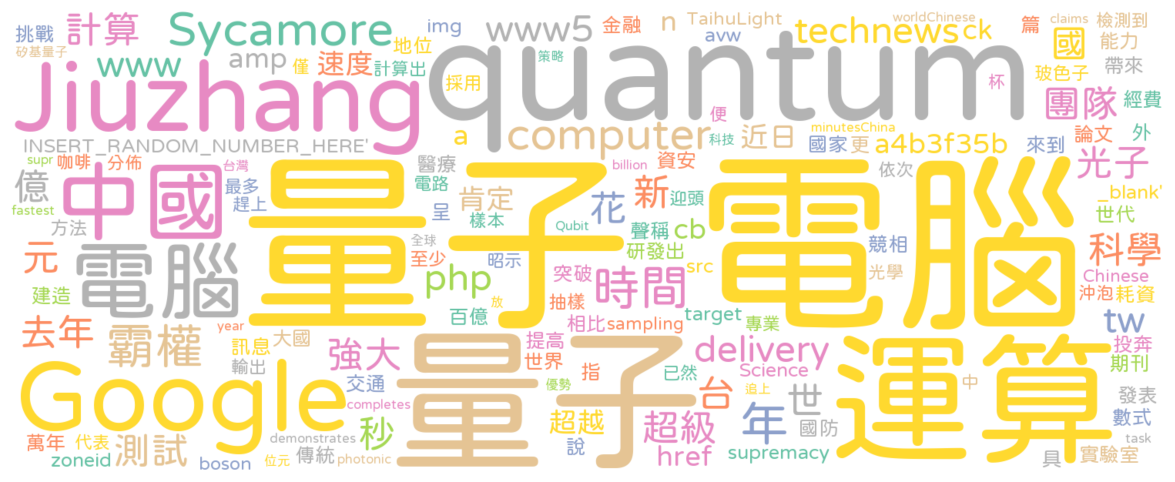 挑戰 計算 Sycamore img www5 金融 n TaihuLight worldChinese claims 檢測到
矽基量子 地位 avw technews ck 篇 國 能力
www amp 僅 速度 計算出 策略 採用 quantum 杯 玻色子 帶來
Jiuzhang 便 團隊 經費
INSERT_RANDOM_NUMBER_HERE' a computer 科技 近日 minutesChina 國家 更 a4b3f35b 來到 論文 外
supr 咖啡 分佈 台灣 醫療 billion 資安 依次 光子 _blank'
億 中國 最多 電路 肯定 新 迎頭 世代
fastest 趕上 量子電腦 呈 樣本 Qubit 花 聲稱 cb 競相 科學
方法 全球 研發出
元 電腦 至少 昭示 突破 時間 src 光學 Chinese
建造 php 放 抽樣 沖泡 耗資
去年 霸權 year 百億 相比 sampling target 專業 tw
訊息 大國 強大 提高 delivery 投奔
輸出 量子 世界 Science 運算 期刊
Google 交通 優勢 指 已然 追上 中 發表
completes 台 世
萬年 代表 測試 demonstrates 秒 超越 超級 年 國防 數式
zoneid boson 位元 傳統 photonic 說 href supremacy 具 實驗室 task